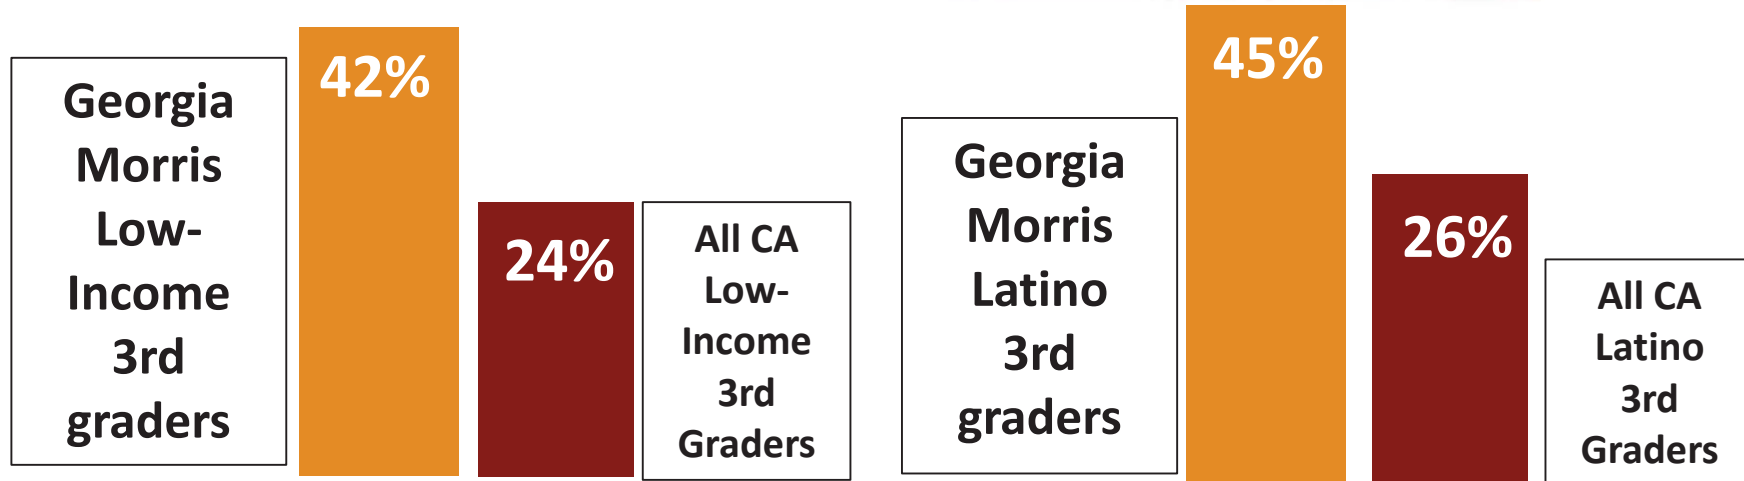 Georgia
Morris
Low-
Income
3rd
graders
42%
24%
All CA
Low-
Income
3rd
Graders
Georgia
Morris
Latino
3rd
graders
45%
26%
All CA
Latino
3rd
Graders